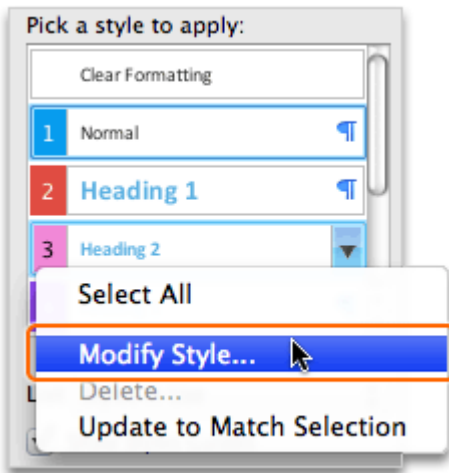 Pick a style to apply:
Clear Formatting
1 Normal ¶
2 Heading 1 ¶
3 Heading 2
Select All
Modify Style...
Delete...
Update to Match Selection